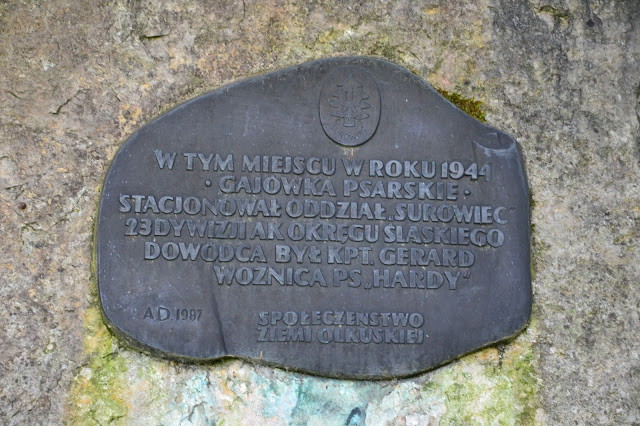 W TYM MIEJSCU W ROKU 1944
· GAJÓWKA PSARSKIE ·
STACJONOWAŁ ODDZIAŁ „SUROWIEC"
23 DYWIZJI AK OKRĘGU ŚLĄSKIEGO
DOWÓDCĄ BYŁ KPT. GERARD
WOŹNICA PS „HARDY"
A D. 1987
SPOŁECZEŃSTWO
ZIEMI OLKUSKIEJ